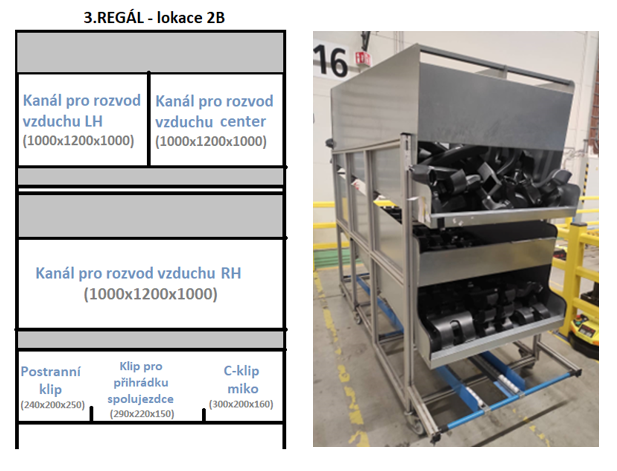 3.REGÁL - lokace 2B
Kanál pro rozvod
vzduchu LH
(1000x1200x1000)
Kanál pro rozvod
vzduchu center
(1000x1200x1000)
Kanál pro rozvod vzduchu RH
(1000x1200x1000)
Postranní
klip
(240x200x250)
Klip pro
přihrádku
spolujezdce
(290x220x150)
C-klip
miko
(300x200x160)
16